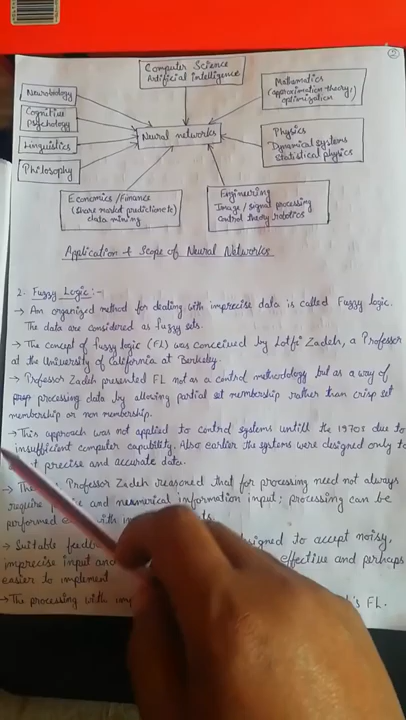 2
Computer Science
Artificial intelligence
Neurobiology
Mathematics
(approximation theory,
optimization)
Cognitive
Psychology
Neural networks
Linguistics
Physics
Dynamical systems
Statistical physics
Philosophy
Economics/Finance
(Share market prediction etc)
data mining
Engineering
Image/signal processing
control theory robotics
Application & Scope of Neural Networks
2. Fuzzy Logic:-
→ An organized method for dealing with imprecise data is called Fuzzy logic.
The data are considered as fuzzy sets.
→ The concept of fuzzy logic (FL) was conceived by Lotfi Zadeh, a Professor
at the University of California at Berkeley.
→ Professor Zadeh presented FL not as a control methodology but as a way of
processing data by allowing partial set membership rather than crisp set
membership or non membership.
→ This approach was not applied to control systems untill the 1970s due to
insufficient computer capability. Also earlier the systems were designed only to
precise and accurate data.
→ Professor Zadeh reasoned that for processing need not always
require and numerical information input; processing can be
performed with
→ Suitable signed to accept noisy,
imprecise input and effective and perhaps
easier to implement
→ The processing with FL.